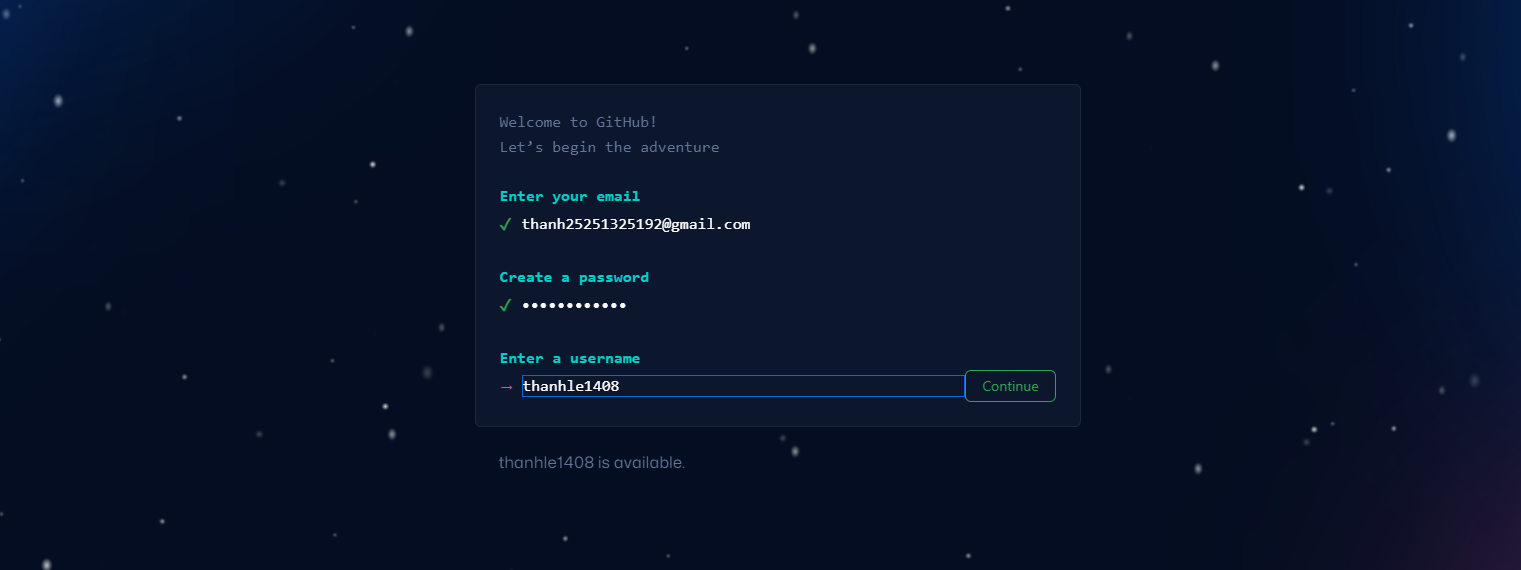 Welcome to GitHub!
Let’s begin the adventure
Enter your email
✓ thanh25251325192@gmail.com
Create a password
✓ ••••••••••••
Enter a username
→ thanhle1408 Continue
thanhle1408 is available.